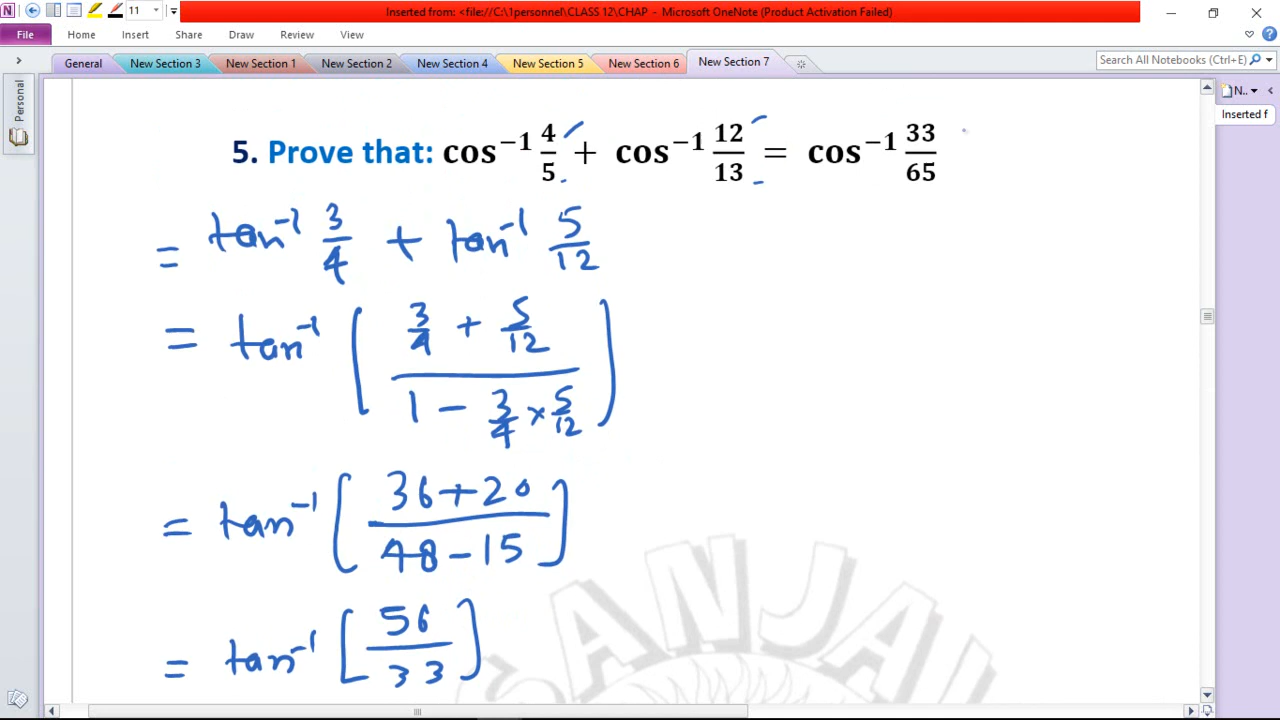 Inserted from: <file://C:\1personnel\CLASS 12\CHAP - Microsoft OneNote (Product Activation Failed)
11
File Home Insert Share Draw Review View
General New Section 3 New Section 1 New Section 2 New Section 4 New Section 5 New Section 6 New Section 7
Search All Notebooks (Ctrl+E)
N..
Personal
Inserted f
5. Prove that: cos⁻¹ 4/5 + cos⁻¹ 12/13 = cos⁻¹ 33/65
= tan⁻¹ 3/4 + tan⁻¹ 5/12
= tan⁻¹ ( (3/4 + 5/12) / (1 − 3/4 × 5/12) )
= tan⁻¹ [ (36+20) / (48−15) ]
= tan⁻¹ [ 56/33 ]
ANJA